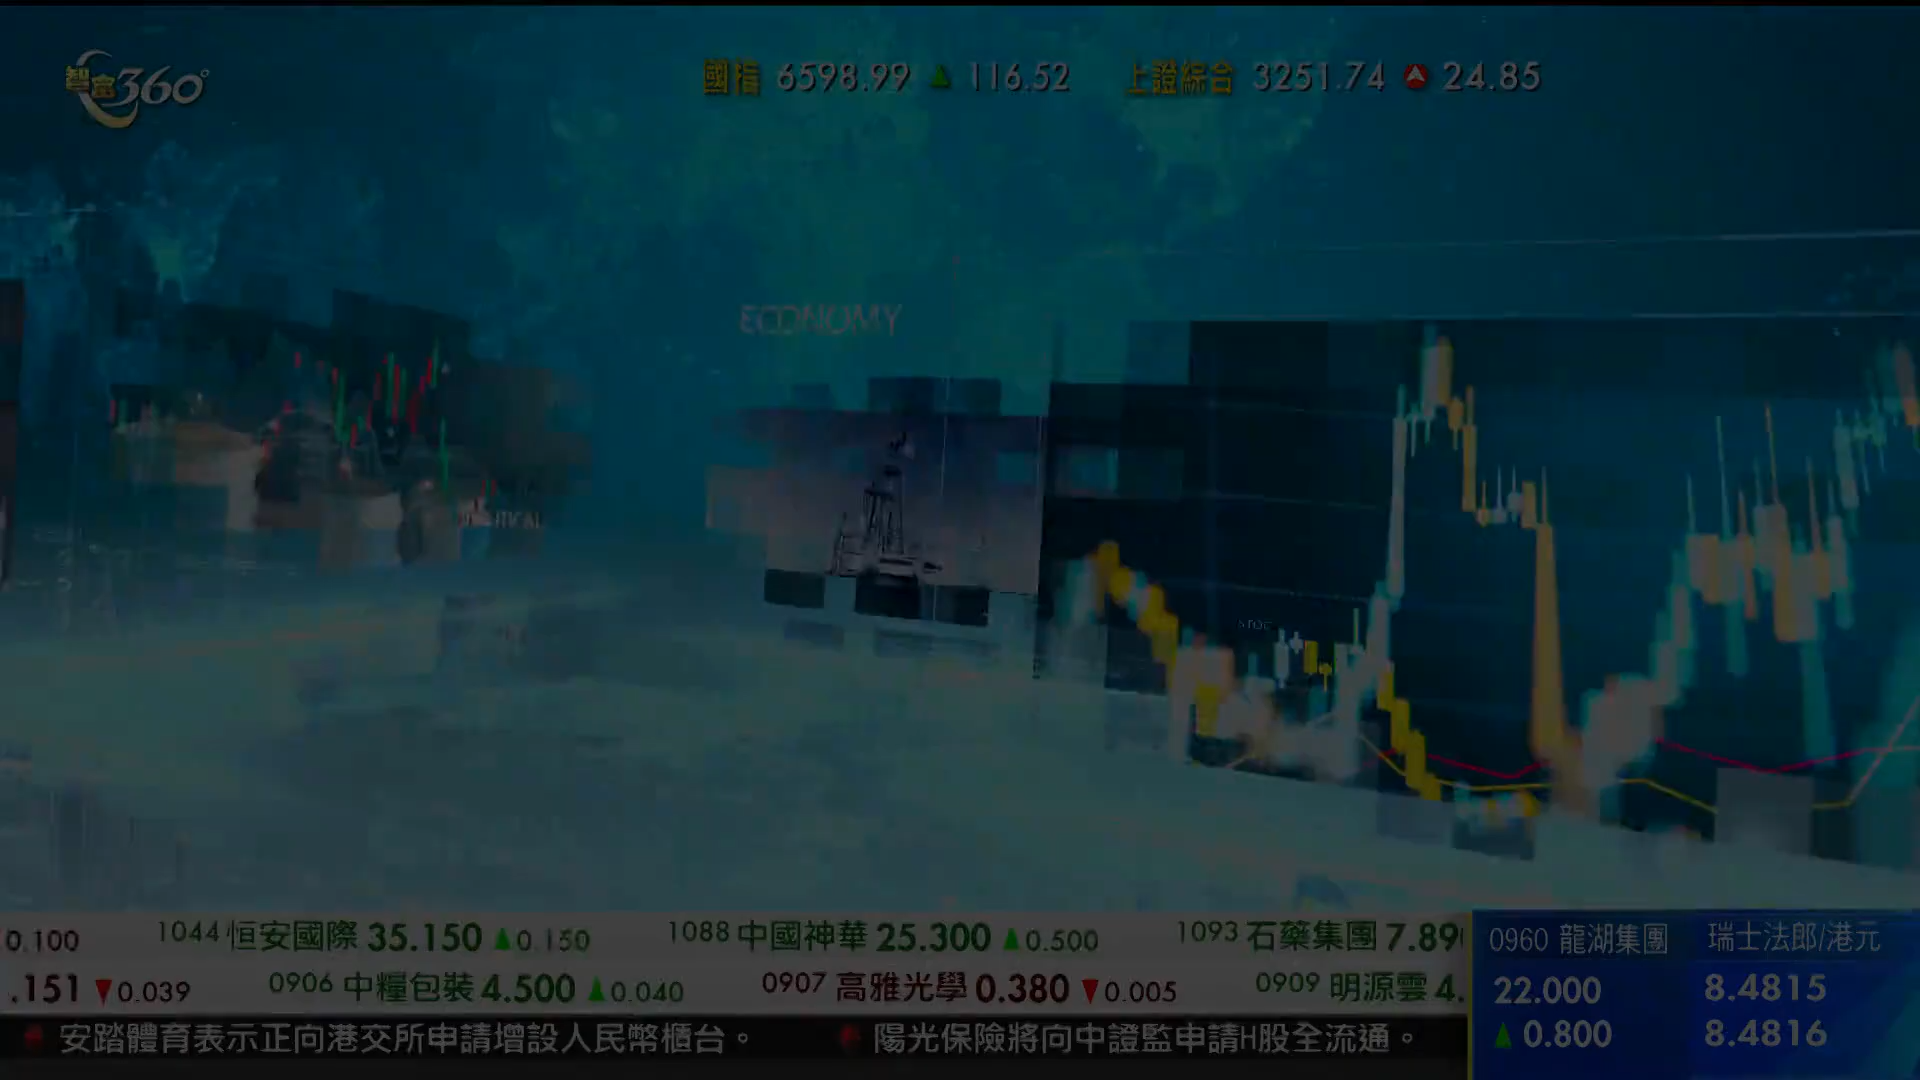 智富360°
國指 6598.99 ▲ 116.52 上證綜合 3251.74 24.85
ECONOMY
0.100 1044 恒安國際 35.150 ▲ 0.150 1088 中國神華 25.300 ▲ 0.500 1093 石藥集團 7.89
.151 ▼ 0.039 0906 中糧包裝 4.500 ▲ 0.040 0907 高雅光學 0.380 ▼ 0.005 0909 明源雲 4.
安踏體育表示正向港交所申請增設人民幣櫃台。 陽光保險將向中證監申請H股全流通。
0960 龍湖集團 瑞士法郎/港元
22.000 8.4815
▲ 0.800 8.4816